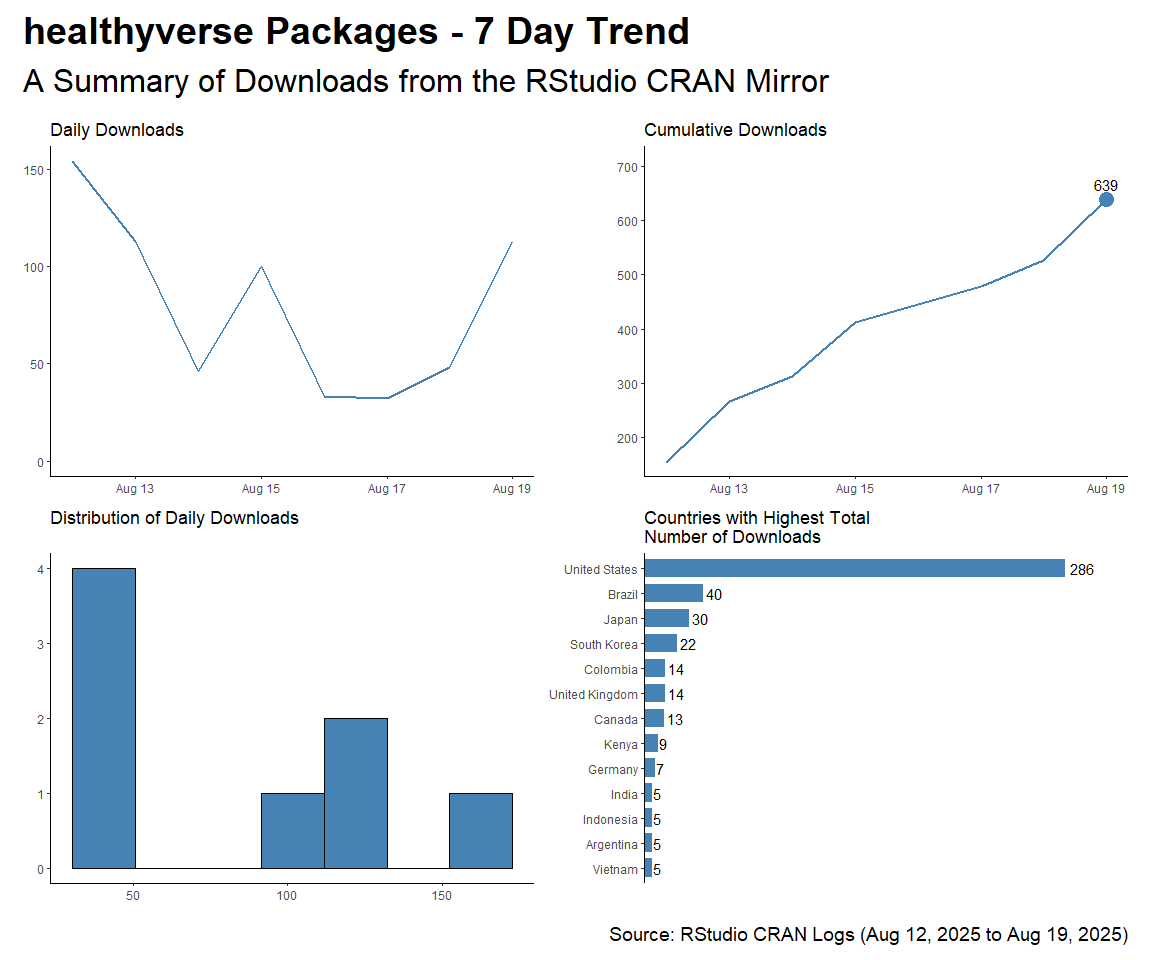 healthyverse Packages - 7 Day Trend
A Summary of Downloads from the RStudio CRAN Mirror
Daily Downloads
150
100
50
0
Aug 13 Aug 15 Aug 17 Aug 19
Cumulative Downloads
700
600
500
400
300
200
639
Aug 13 Aug 15 Aug 17 Aug 19
Distribution of Daily Downloads
4
3
2
1
0
50 100 150
Countries with Highest Total
Number of Downloads
United States 286
Brazil 40
Japan 30
South Korea 22
Colombia 14
United Kingdom 14
Canada 13
Kenya 9
Germany 7
India 5
Indonesia 5
Argentina 5
Vietnam 5
Source: RStudio CRAN Logs (Aug 12, 2025 to Aug 19, 2025)